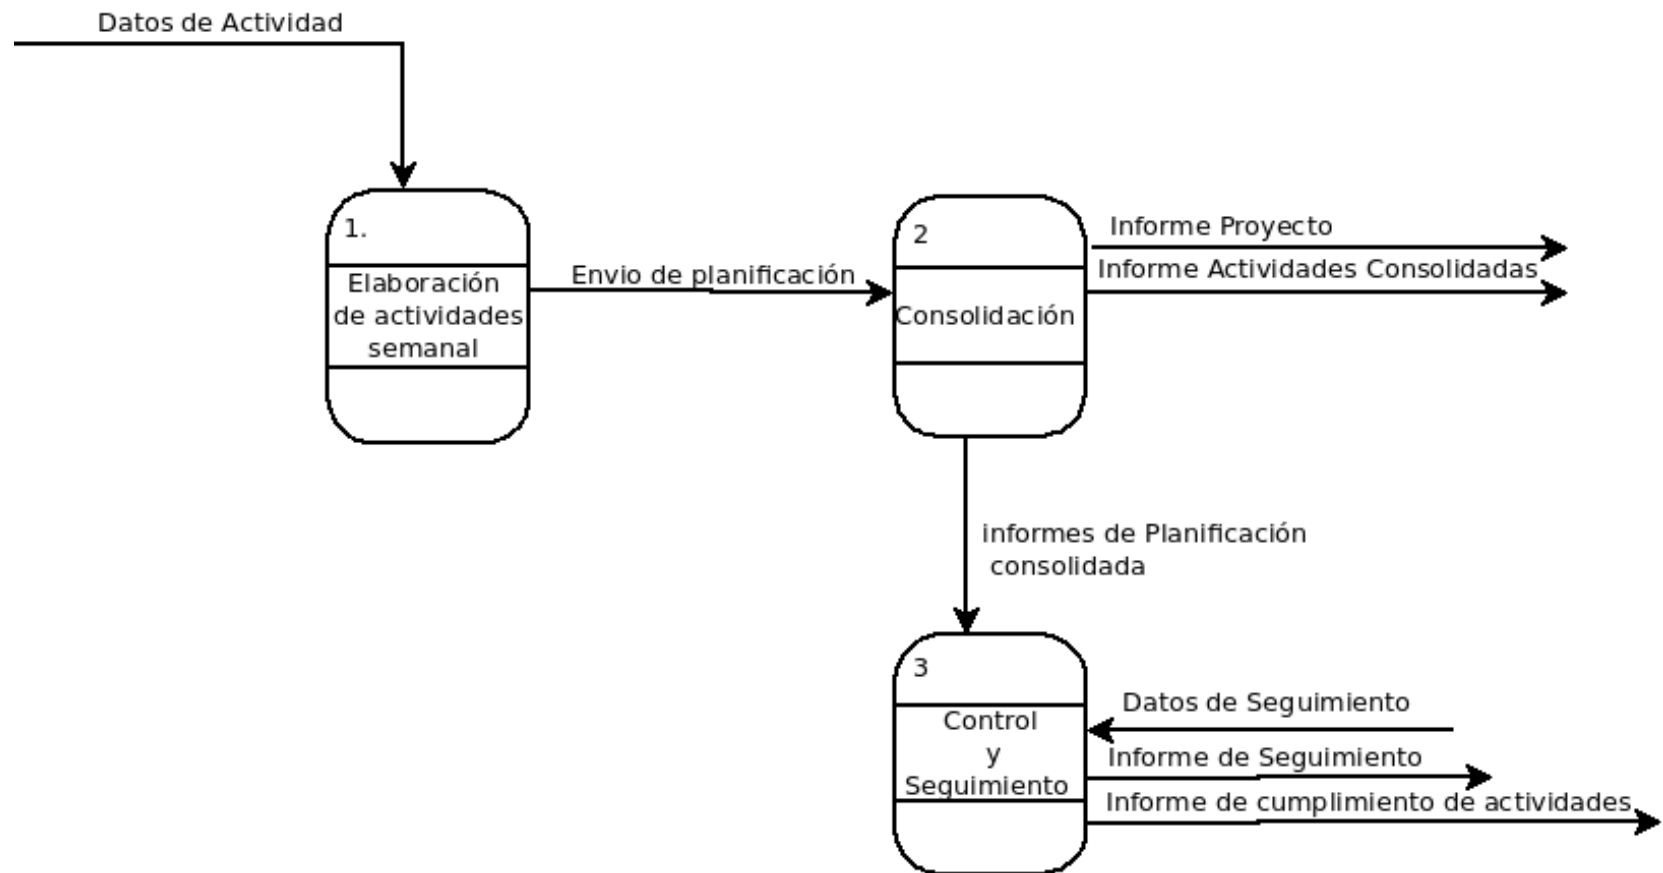 Datos de Actividad
1.
Elaboración
de actividades
semanal
Envio de planificación
2
Consolidación
Informe Proyecto
Informe Actividades Consolidadas
informes de Planificación
consolidada
3
Control
y
Seguimiento
Datos de Seguimiento
Informe de Seguimiento
Informe de cumplimiento de actividades